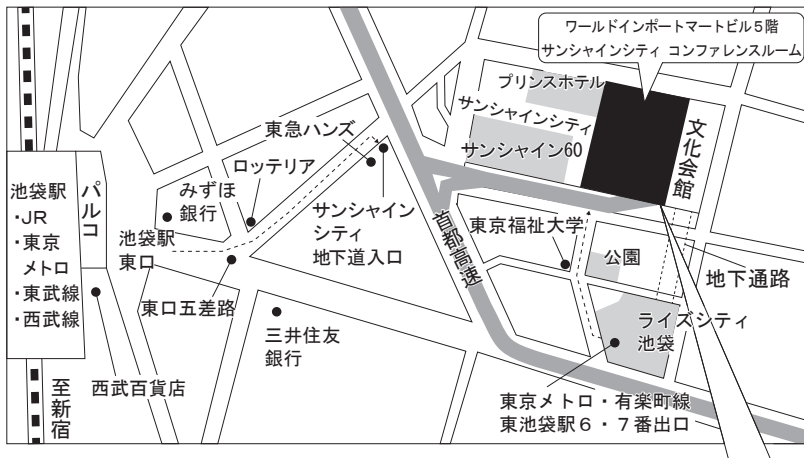 ワールドインポートマートビル5階
サンシャインシティ コンファレンスルーム
プリンスホテル
サンシャインシティ
サンシャイン60
文化会館
東急ハンズ
ロッテリア
みずほ
銀行
パルコ
池袋駅
・JR
・東京
メトロ
・東武線
・西武線
池袋駅
東口
サンシャイン
シティ
地下道入口
首都高速
東京福祉大学
公園
地下通路
東口五差路
三井住友
銀行
ライズシティ
池袋
西武百貨店
至新宿
東京メトロ・有楽町線
東池袋駅6・7番出口